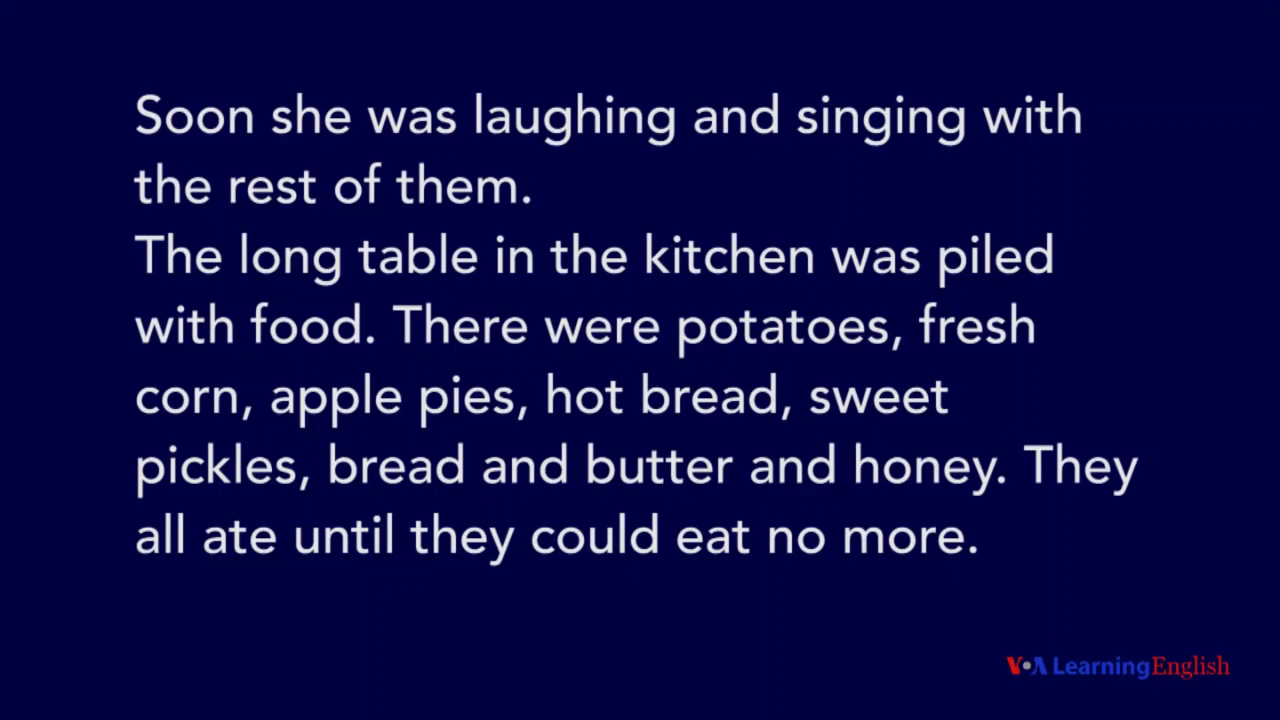 Soon she was laughing and singing with
the rest of them.
The long table in the kitchen was piled
with food. There were potatoes, fresh
corn, apple pies, hot bread, sweet
pickles, bread and butter and honey. They
all ate until they could eat no more.
VOA Learning English